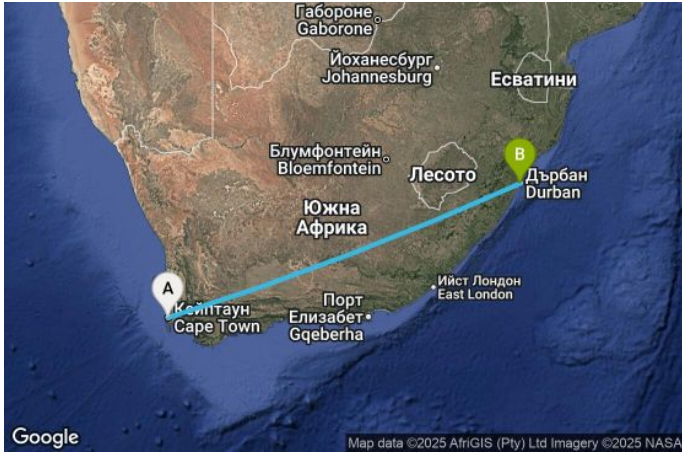 Габороне
Gaborone
Йоханесбург
Johannesburg
Есватини
Блумфонтейн
Bloemfontein
Лесото
B
Дърбан
Durban
Южна
Африка
A
Кейптаун
Cape Town
Порт
Елизабет
Gqeberha
Ийст Лондон
East London
Google
Map data ©2025 AfriGIS (Pty) Ltd Imagery ©2025 NASA